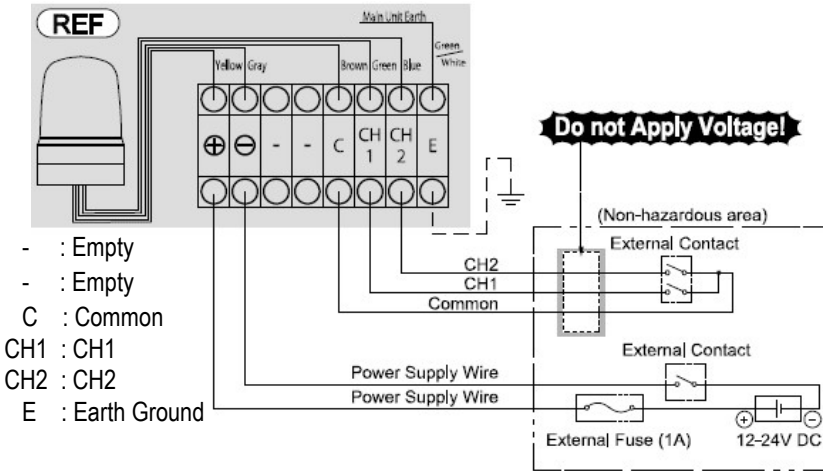 REF
Main Unit Earth
Green
White
Yellow Gray Brown Green Blue
⊕ ⊖ - - C CH 1 CH 2 E
Do not Apply Voltage!
(Non-hazardous area)
External Contact
CH2
CH1
Common
- : Empty
- : Empty
C : Common
CH1 : CH1
CH2 : CH2
E : Earth Ground
External Contact
Power Supply Wire
Power Supply Wire
⊕ ⊖
External Fuse (1A) 12-24V DC